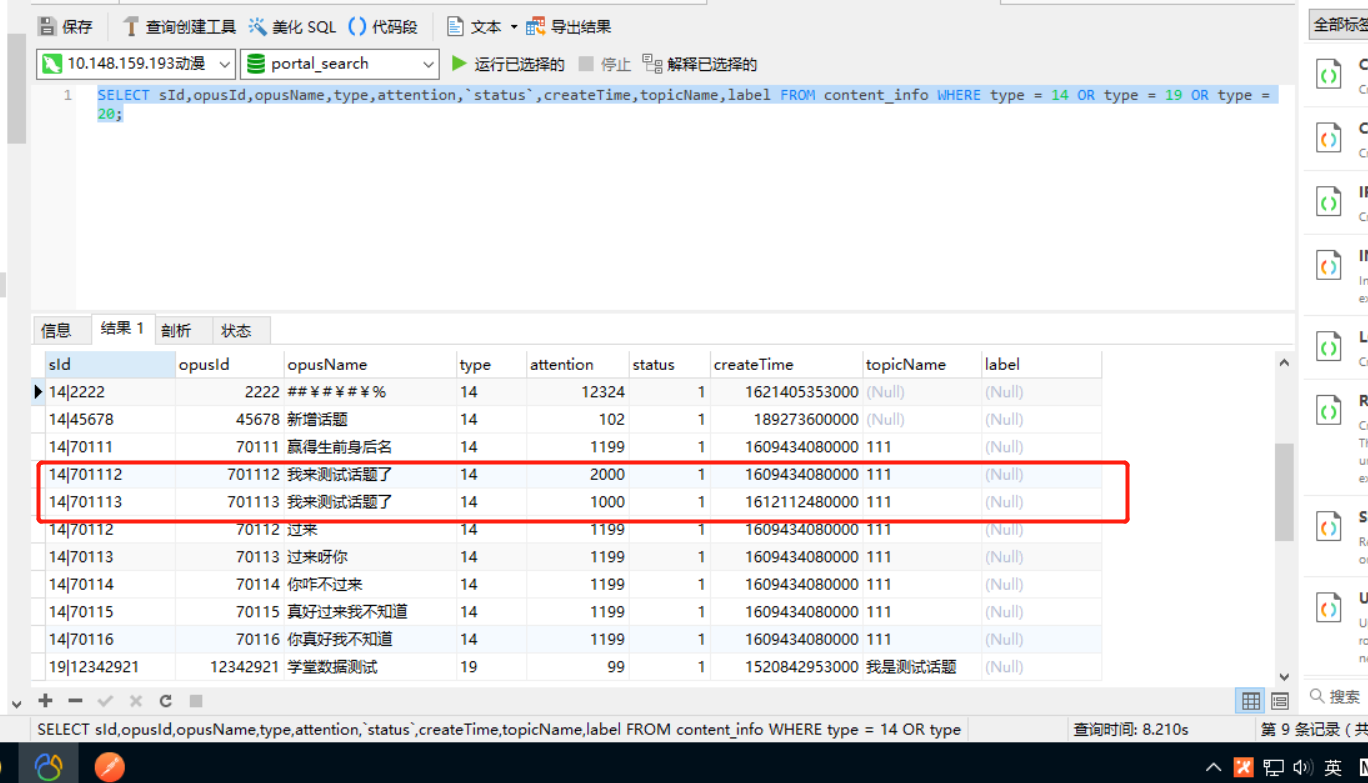 保存 查询创建工具 美化 SQL 代码段 文本 导出结果
10.148.159.193动漫 portal_search 运行已选择的 停止 解释已选择的
1 SELECT sId,opusId,opusName,type,attention,`status`,createTime,topicName,label FROM content_info WHERE type = 14 OR type = 19 OR type =
20;
信息 结果 1 剖析 状态
sId opusId opusName type attention status createTime topicName label
14|2222 2222 ##¥#¥#¥% 14 12324 1 1621405353000 (Null) (Null)
14|45678 45678 新增话题 14 102 1 189273600000 (Null) (Null)
14|70111 70111 赢得生前身后名 14 1199 1 1609434080000 111 (Null)
14|701112 701112 我来测试话题了 14 2000 1 1609434080000 111 (Null)
14|701113 701113 我来测试话题了 14 1000 1 1612112480000 111 (Null)
14|70112 70112 过来 14 1199 1 1609434080000 111 (Null)
14|70113 70113 过来呀你 14 1199 1 1609434080000 111 (Null)
14|70114 70114 你咋不过来 14 1199 1 1609434080000 111 (Null)
14|70115 70115 真好过来我不知道 14 1199 1 1609434080000 111 (Null)
14|70116 70116 你真好我不知道 14 1199 1 1609434080000 111 (Null)
19|12342921 12342921 学堂数据测试 19 99 1 1520842953000 我是测试话题 (Null)
SELECT sId,opusId,opusName,type,attention,`status`,createTime,topicName,label FROM content_info WHERE type = 14 OR type
查询时间: 8.210s
第 9 条记录 (共
全部标签
搜索
英